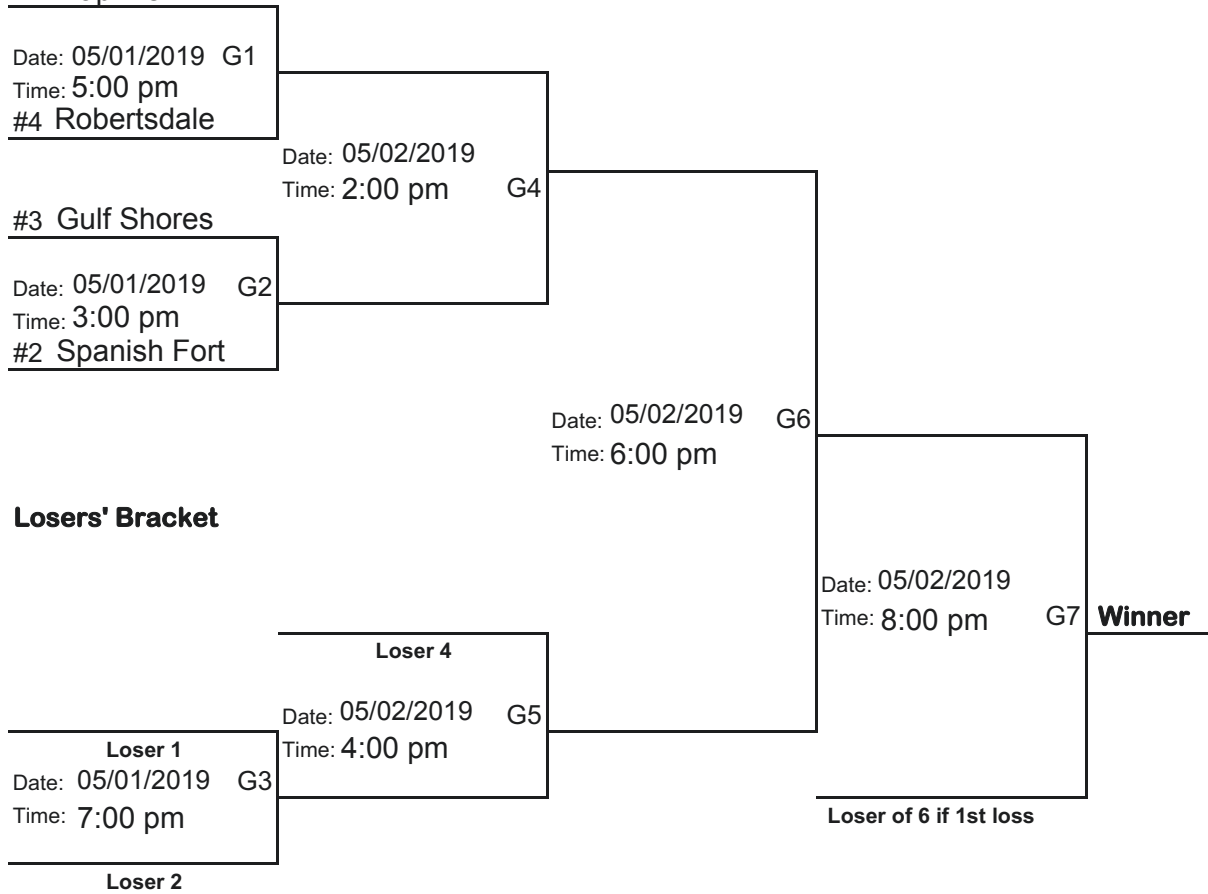 Date: 05/01/2019 G1
Time: 5:00 pm
#4 Robertsdale
Date: 05/02/2019
Time: 2:00 pm G4
#3 Gulf Shores
Date: 05/01/2019 G2
Time: 3:00 pm
#2 Spanish Fort
Date: 05/02/2019 G6
Time: 6:00 pm
Losers' Bracket
Date: 05/02/2019
Time: 8:00 pm G7 Winner
Loser 4
Date: 05/02/2019 G5
Time: 4:00 pm
Loser 1
Date: 05/01/2019 G3
Time: 7:00 pm
Loser of 6 if 1st loss
Loser 2